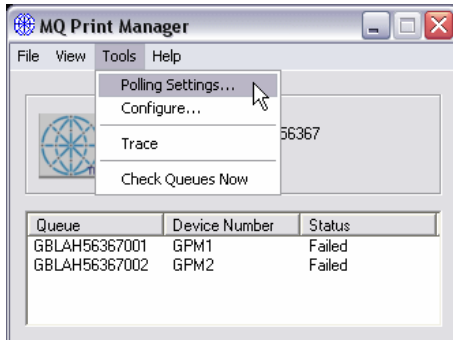 MQ Print Manager
File View Tools Help
Polling Settings...
Configure...
Trace
Check Queues Now
56367
Queue Device Number Status
GBLAH56367001 GPM1 Failed
GBLAH56367002 GPM2 Failed